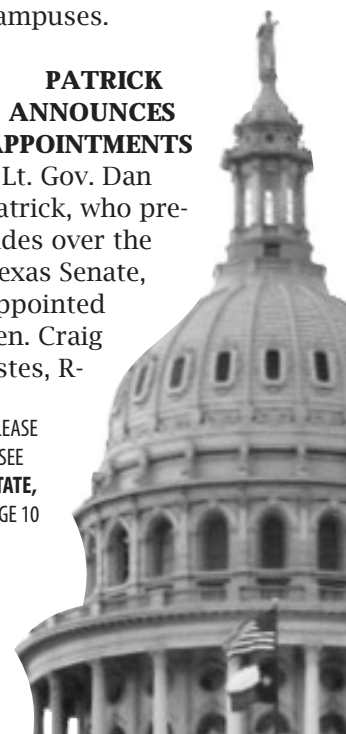 ampuses.
PATRICK
ANNOUNCES
APPOINTMENTS
Lt. Gov. Dan
atrick, who pre-
ides over the
exas Senate,
ppointed
en. Craig
stes, R-
LEASE
SEE
TATE,
GE 10